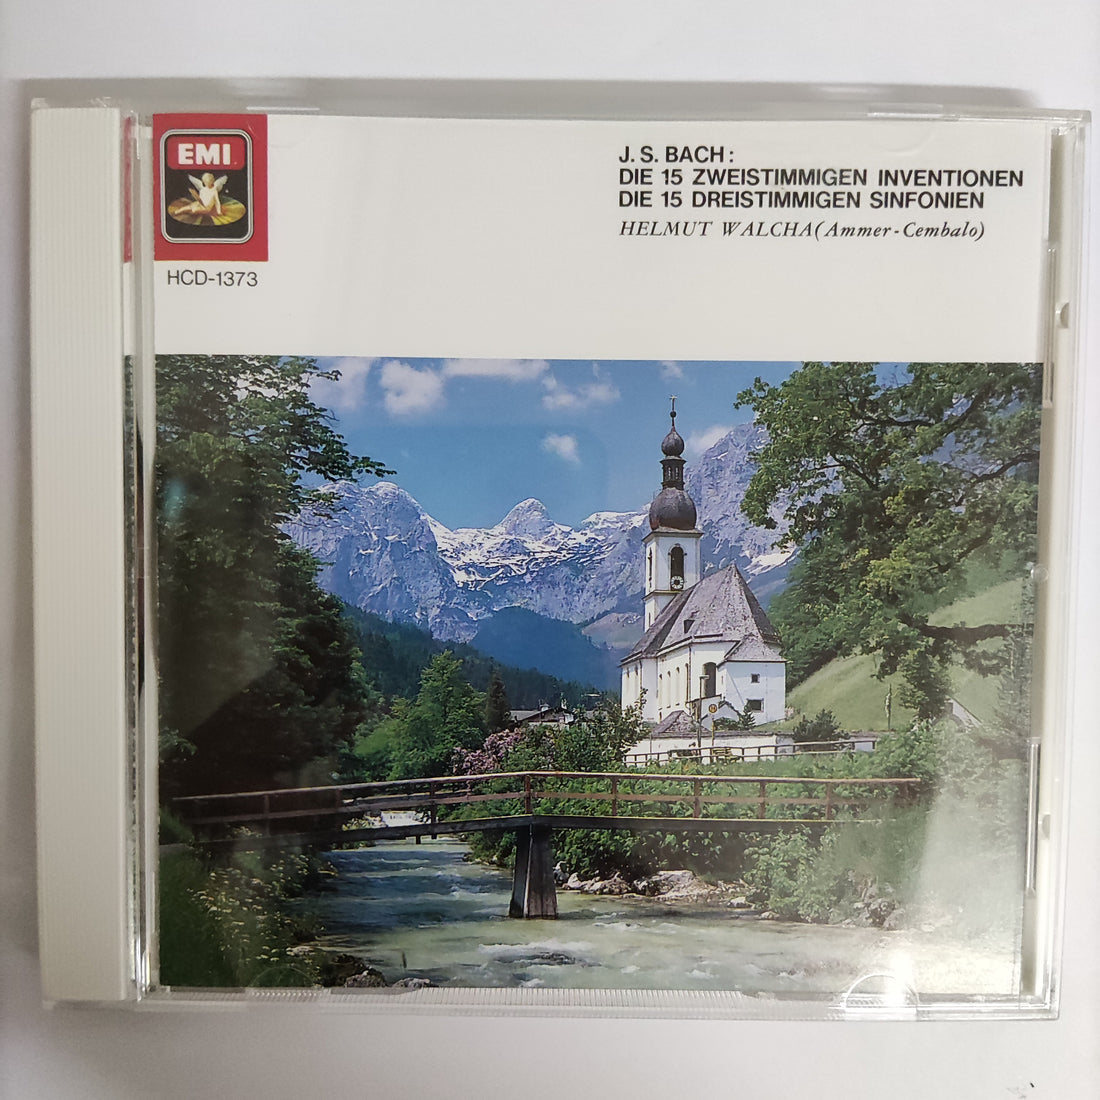 EMI
HCD-1373
J. S. BACH :
DIE 15 ZWEISTIMMIGEN INVENTIONEN
DIE 15 DREISTIMMIGEN SINFONIEN
HELMUT WALCHA (Ammer-Cembalo)